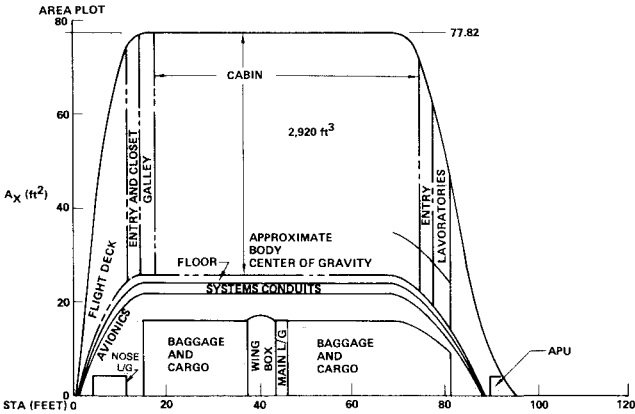 AREA PLOT
80
77.82
CABIN
60
2,920 ft³
ENTRY AND CLOSET
GALLEY
ENTRY
LAVORATORIES
Aₓ (ft²)
40
FLIGHT DECK
APPROXIMATE
BODY
CENTER OF GRAVITY
FLOOR
SYSTEMS CONDUITS
20
AVIONICS
NOSE
L/G
BAGGAGE
AND
CARGO
WING
BOX
MAIN L/G
BAGGAGE
AND
CARGO
APU
0
STA (FEET) 0 20 40 60 80 100 120